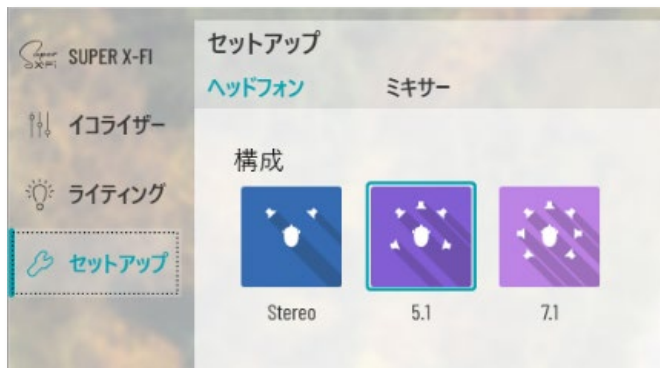 Super X-Fi SUPER X-FI
イコライザー
ライティング
セットアップ
セットアップ
ヘッドフォン ミキサー
構成
Stereo 5.1 7.1